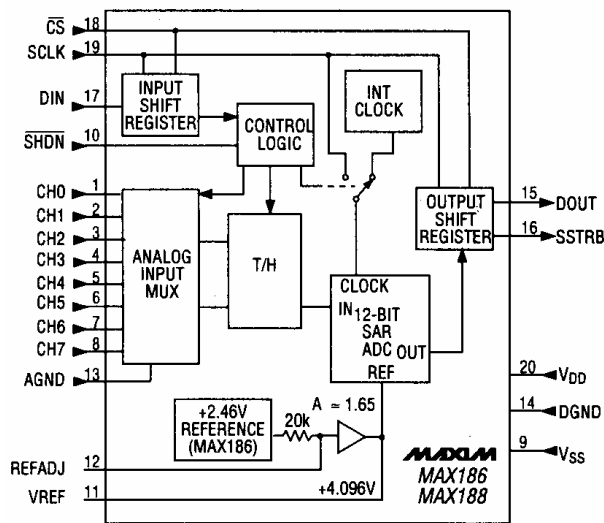 CS 18
SCLK 19
DIN 17
SHDN 10
CH0 1
CH1 2
CH2 3
CH3 4
CH4 5
CH5 6
CH6 7
CH7 8
AGND 13
REFADJ 12
VREF 11
INPUT
SHIFT
REGISTER
CONTROL
LOGIC
INT
CLOCK
ANALOG
INPUT
MUX
T/H
CLOCK
IN 12-BIT
SAR
ADC OUT
REF
OUTPUT
SHIFT
REGISTER
+2.46V
REFERENCE
(MAX186)
20k
A ≃ 1.65
+4.096V
15 DOUT
16 SSTRB
20 VDD
14 DGND
9 VSS
MAXIM
MAX186
MAX188